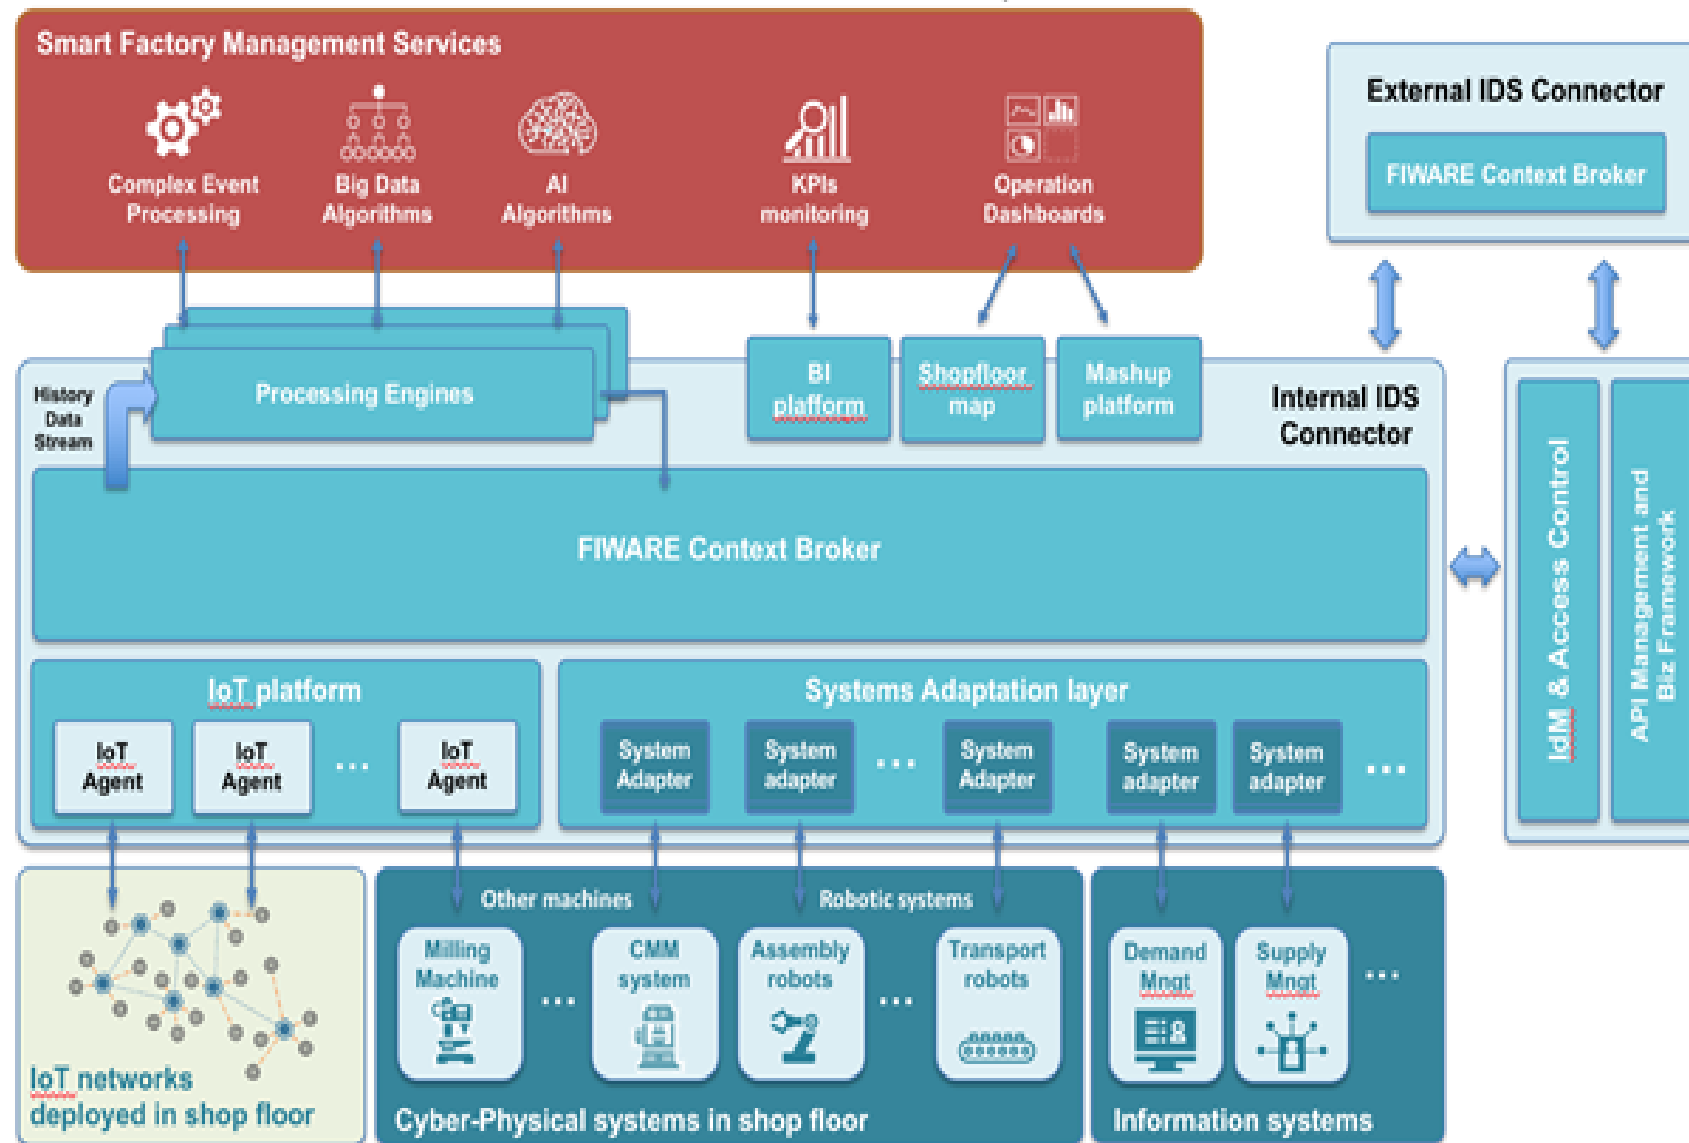 Smart Factory Management Services
Complex Event
Processing
Big Data
Algorithms
AI
Algorithms
KPIs
monitoring
Operation
Dashboards
External IDS Connector
FIWARE Context Broker
History
Data
Stream
Processing Engines
BI
plafform
Shopfloor
map
Mashup
platform
Internal IDS
Connector
FIWARE Context Broker
IdM & Access Control
API Management and
Biz Framework
IoT platform
IoT
Agent
IoT
Agent
...
IoT
Agent
Systems Adaptation layer
System
Adapter
System
adapter
...
System
Adapter
System
adapter
System
adapter
...
IoT networks
deployed in shop floor
Other machines
Milling
Machine
...
CMM
system
Robotic systems
Assembly
robots
...
Transport
robots
Cyber-Physical systems in shop floor
Demand
Mngt
Supply
Mngt
...
Information systems